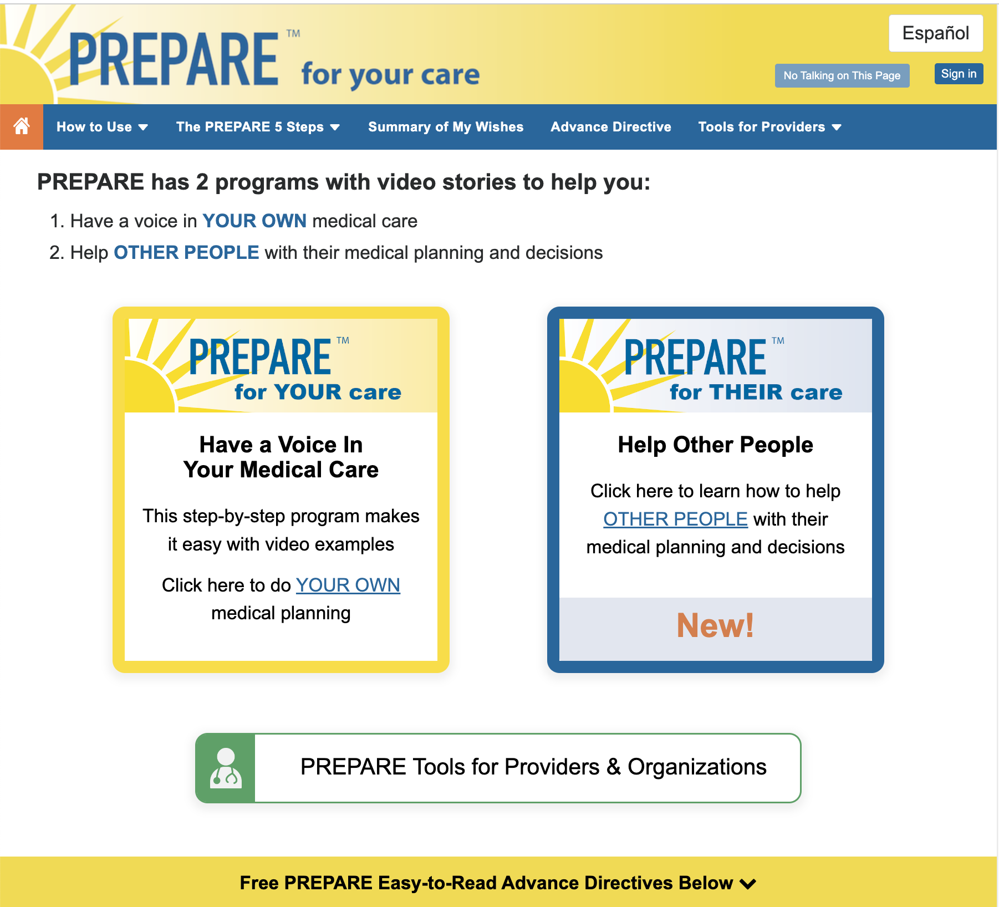 PREPARE™ for your care
Español
No Talking on This Page
Sign in
How to Use
The PREPARE 5 Steps
Summary of My Wishes
Advance Directive
Tools for Providers
PREPARE has 2 programs with video stories to help you:
1. Have a voice in YOUR OWN medical care
2. Help OTHER PEOPLE with their medical planning and decisions
PREPARE™
for YOUR care
Have a Voice In
Your Medical Care
This step-by-step program makes
it easy with video examples
Click here to do YOUR OWN
medical planning
PREPARE™
for THEIR care
Help Other People
Click here to learn how to help
OTHER PEOPLE with their
medical planning and decisions
New!
PREPARE Tools for Providers & Organizations
Free PREPARE Easy-to-Read Advance Directives Below